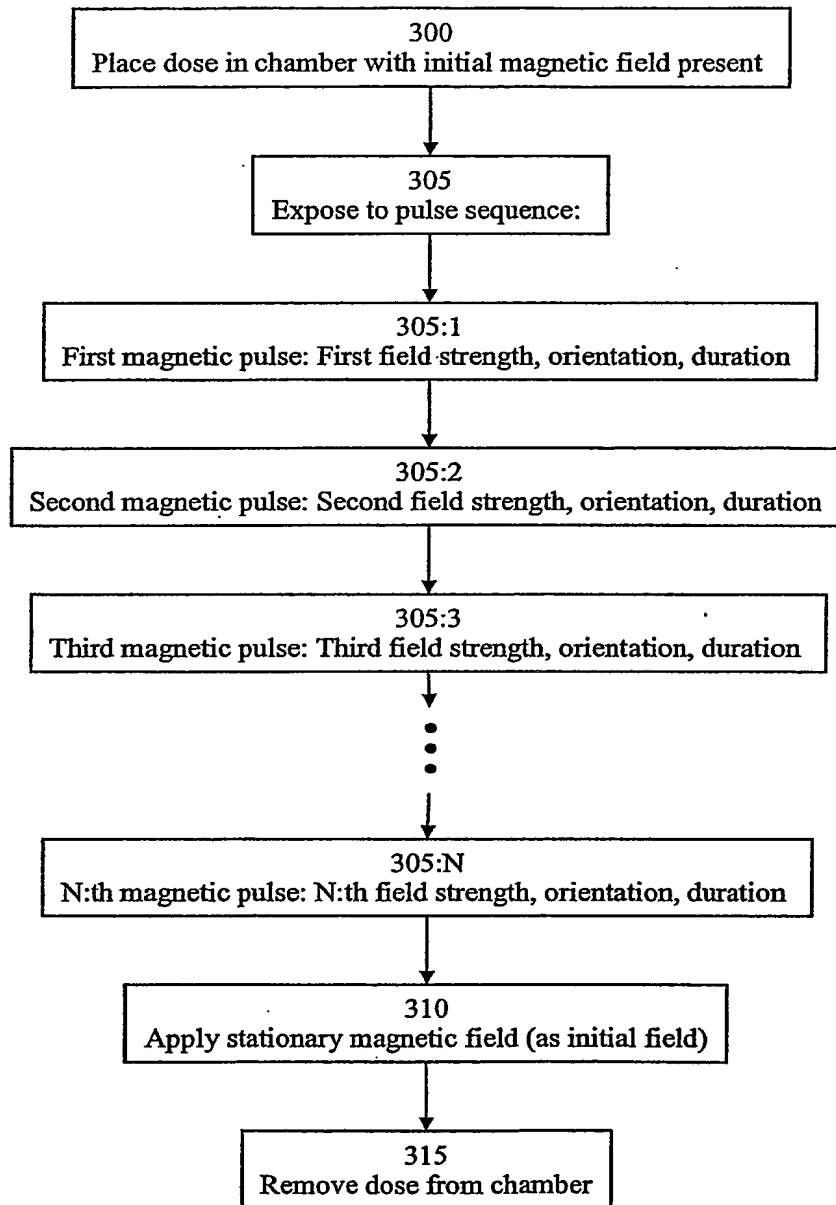 300
Place dose in chamber with initial magnetic field present
305
Expose to pulse sequence:
305:1
First magnetic pulse: First field strength, orientation, duration
305:2
Second magnetic pulse: Second field strength, orientation, duration
305:3
Third magnetic pulse: Third field strength, orientation, duration
305:N
N:th magnetic pulse: N:th field strength, orientation, duration
310
Apply stationary magnetic field (as initial field)
315
Remove dose from chamber